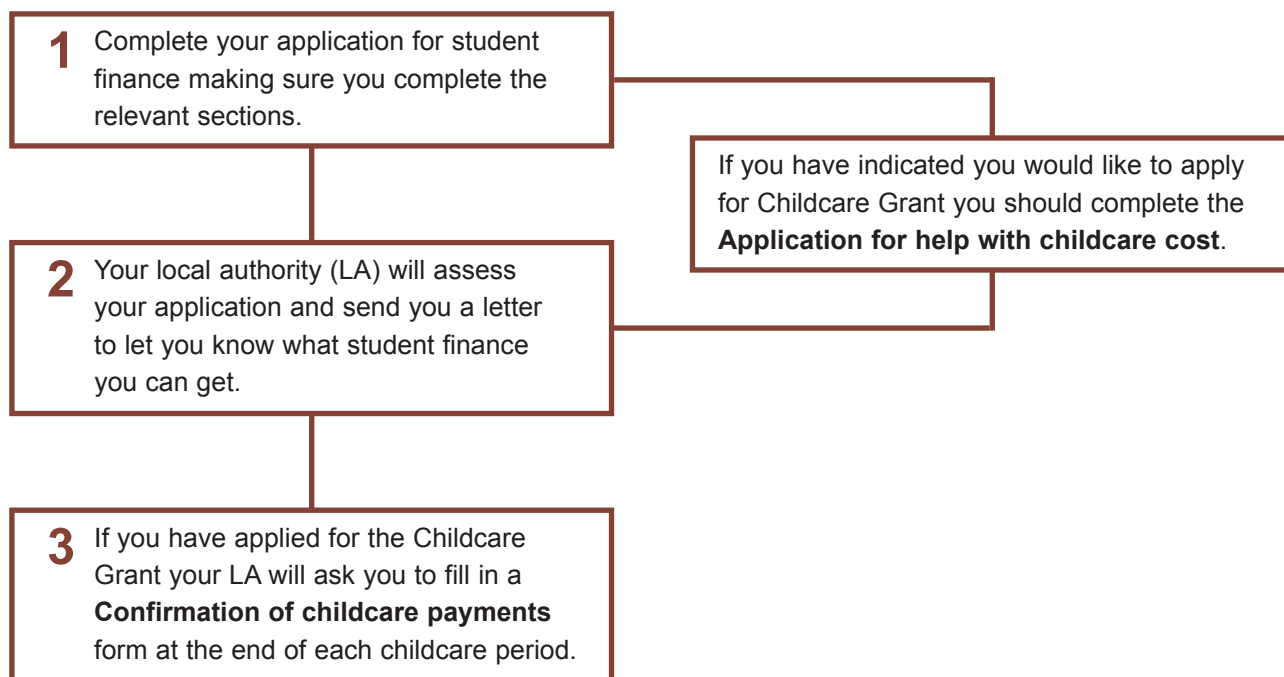 1 Complete your application for student
finance making sure you complete the
relevant sections.
If you have indicated you would like to apply
for Childcare Grant you should complete the
Application for help with childcare cost.
2 Your local authority (LA) will assess
your application and send you a letter
to let you know what student finance
you can get.
3 If you have applied for the Childcare
Grant your LA will ask you to fill in a
Confirmation of childcare payments
form at the end of each childcare period.